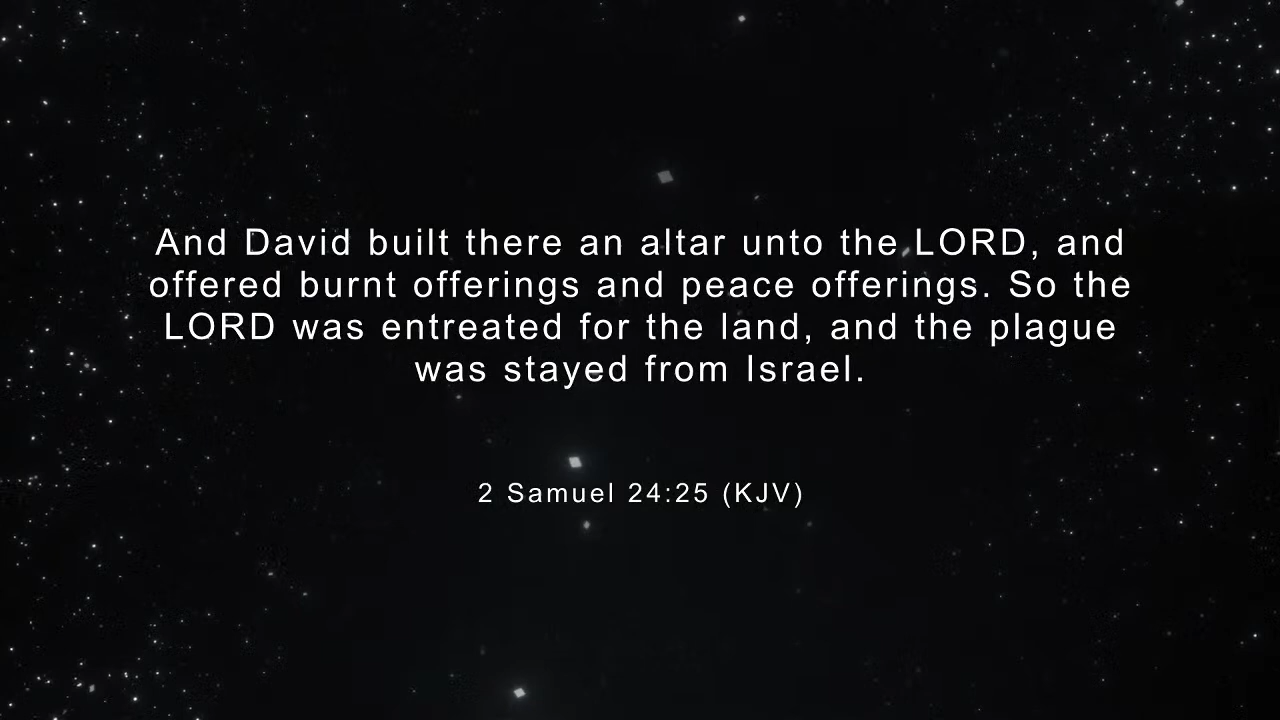 And David built there an altar unto the LORD, and
offered burnt offerings and peace offerings. So the
LORD was entreated for the land, and the plague
was stayed from Israel.
2 Samuel 24:25 (KJV)